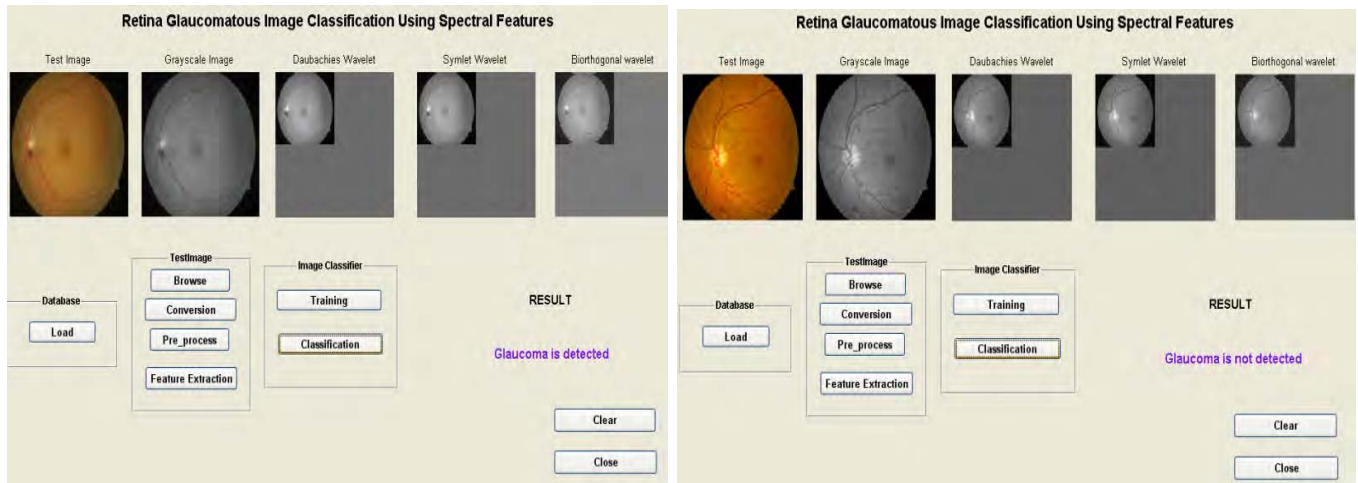 Retina Glaucomatous Image Classification Using Spectral Features
Test Image
Grayscale Image
Daubachies Wavelet
Symlet Wavelet
Biorthogonal wavelet
TestImage
Browse
Conversion
Pre_process
Feature Extraction
Image Classifier
Training
Classification
Database
Load
RESULT
Glaucoma is detected
Clear
Close
Retina Glaucomatous Image Classification Using Spectral Features
Test Image
Grayscale Image
Daubachies Wavelet
Symlet Wavelet
Biorthogonal wavelet
TestImage
Browse
Conversion
Pre_process
Feature Extraction
Image Classifier
Training
Classification
Database
Load
RESULT
Glaucoma is not detected
Clear
Close